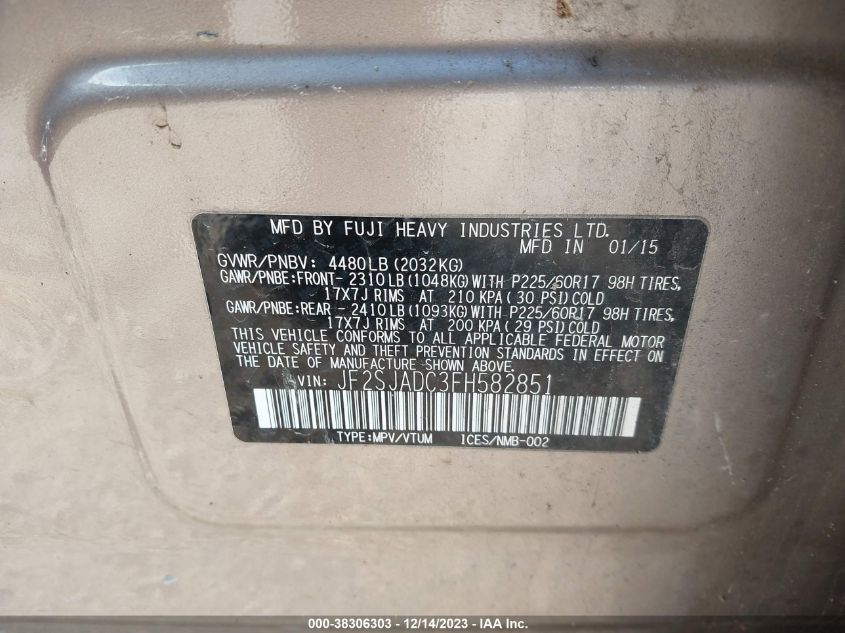 MFD BY FUJI HEAVY INDUSTRIES LTD.
MFD IN 01/15
GVWR/PNBV: 4480LB(2032KG)
GAWR/PNBE:FRONT- 2310LB(1048KG)WITH P225/60R17 98H TIRES,
17X7J RIMS AT 210 KPA(30 PSI)COLD
GAWR/PNBE:REAR - 2410LB(1093KG)WITH P225/60R17 98H TIRES,
17X7J RIMS AT 200 KPA(29 PSI)COLD
THIS VEHICLE CONFORMS TO ALL APPLICABLE FEDERAL MOTOR
VEHICLE SAFETY AND THEFT PREVENTION STANDARDS IN EFFECT ON
THE DATE OF MANUFACTURE SHOWN ABOVE.
VIN: JF2SJADC3FH582851
TYPE:MPV/VTUM ICES/NMB-002
000-38306303 - 12/14/2023 - IAA Inc.